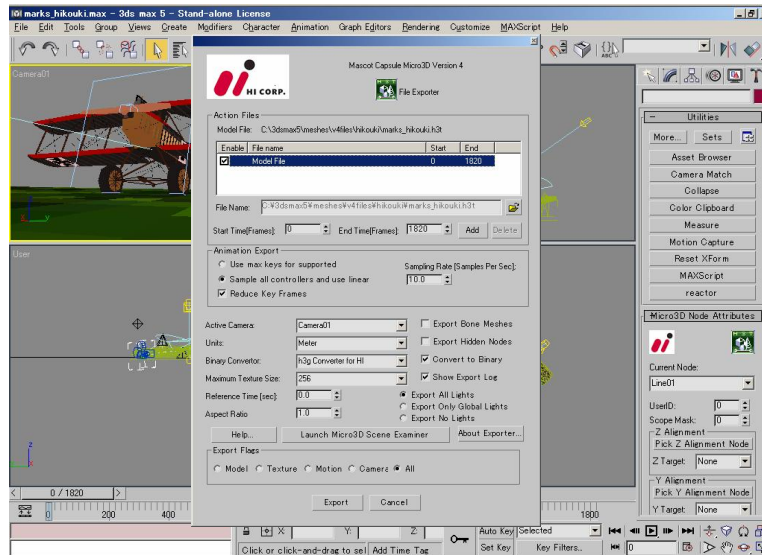 marks_hikouki.max - 3ds max 5 - Stand-alone License
File Edit Tools Group Views Create Modifiers Character Animation Graph Editors Rendering Customize MAXScript Help
Camera01
User
Mascot Capsule Micro3D Version 4
HI CORP.
File Exporter
Action Files
Model File: C:\3dsmax5\meshes\v4files\hikouki\marks_hikouki.h3t
Enable File name Start End
Model File 0 1820
File Name: C:¥3dsmax5¥meshes¥v4files¥hikouki¥marks_hikouki.h3t
Start Time[Frames]: 0 End Time[Frames]: 1820 Add Delete
Animation Export
Use max keys for supported
Sampling Rate [Samples Per Sec]:
Sample all controllers and use linear
10.0
Reduce Key Frames
Active Camera: Camera01 Export Bone Meshes
Units: Meter Export Hidden Nodes
Binary Convertor: h3g Converter for HI Convert to Binary
Maximum Texture Size: 256 Show Export Log
Reference Time [sec]: 0.0 Export All Lights
Export Only Global Lights
Aspect Ratio 1.0
Export No Lights
Help... Launch Micro3D Scene Examiner About Exporter...
Export Flags
Model Texture Motion Camera All
Export Cancel
Utilities
More... Sets
Asset Browser
Camera Match
Collapse
Color Clipboard
Measure
Motion Capture
Reset XForm
MAXScript
reactor
Micro3D Node Attributes
Current Node:
Line01
UserID: 0
Scope Mask: 0
Z Alignment
Pick Z Alignment Node
Z Target: None
Y Alignment
Pick Y Alignment Node
Y Target: None
0 / 1820
0 200 400 1800
X: Y: Z: Auto Key Selected
Click or click-and-drag to sel Add Time Tag Set Key Key Filters... 0